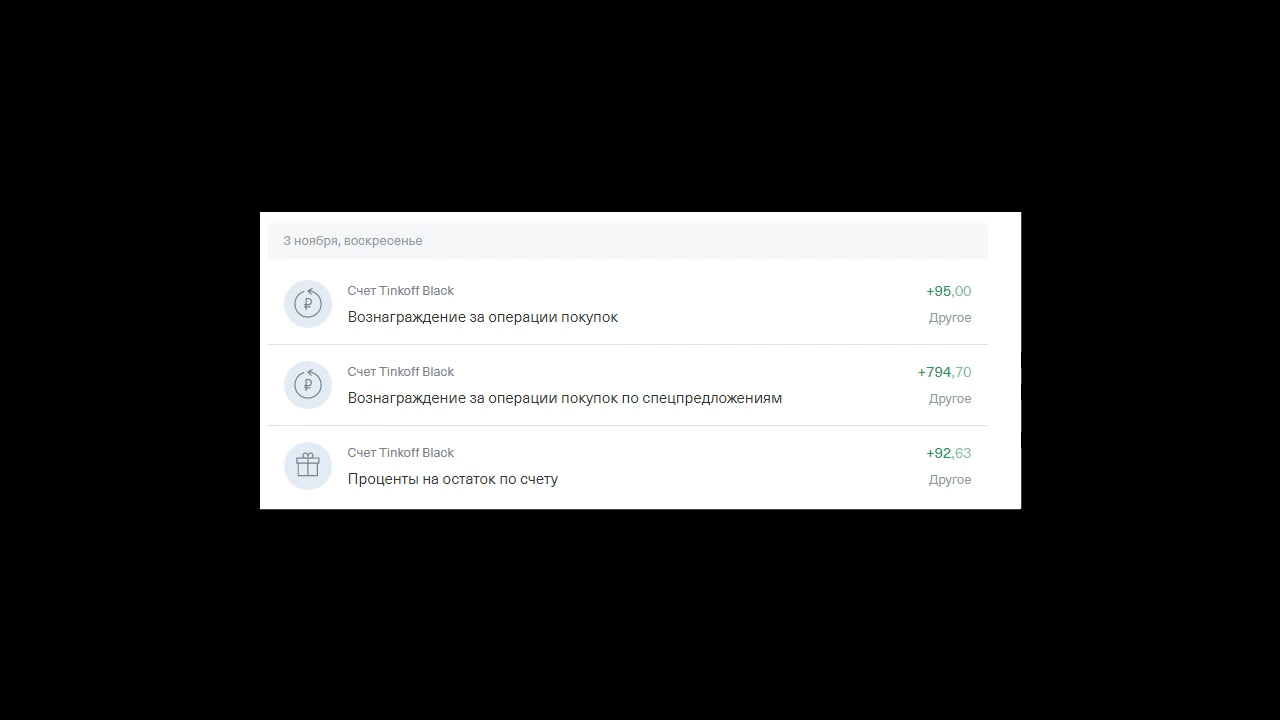 3 ноября, воскресенье
Счет Tinkoff Black
+95,00
Вознаграждение за операции покупок
Другое
Счет Tinkoff Black
+794,70
Вознаграждение за операции покупок по спецпредложениям
Другое
Счет Tinkoff Black
+92,63
Проценты на остаток по счету
Другое